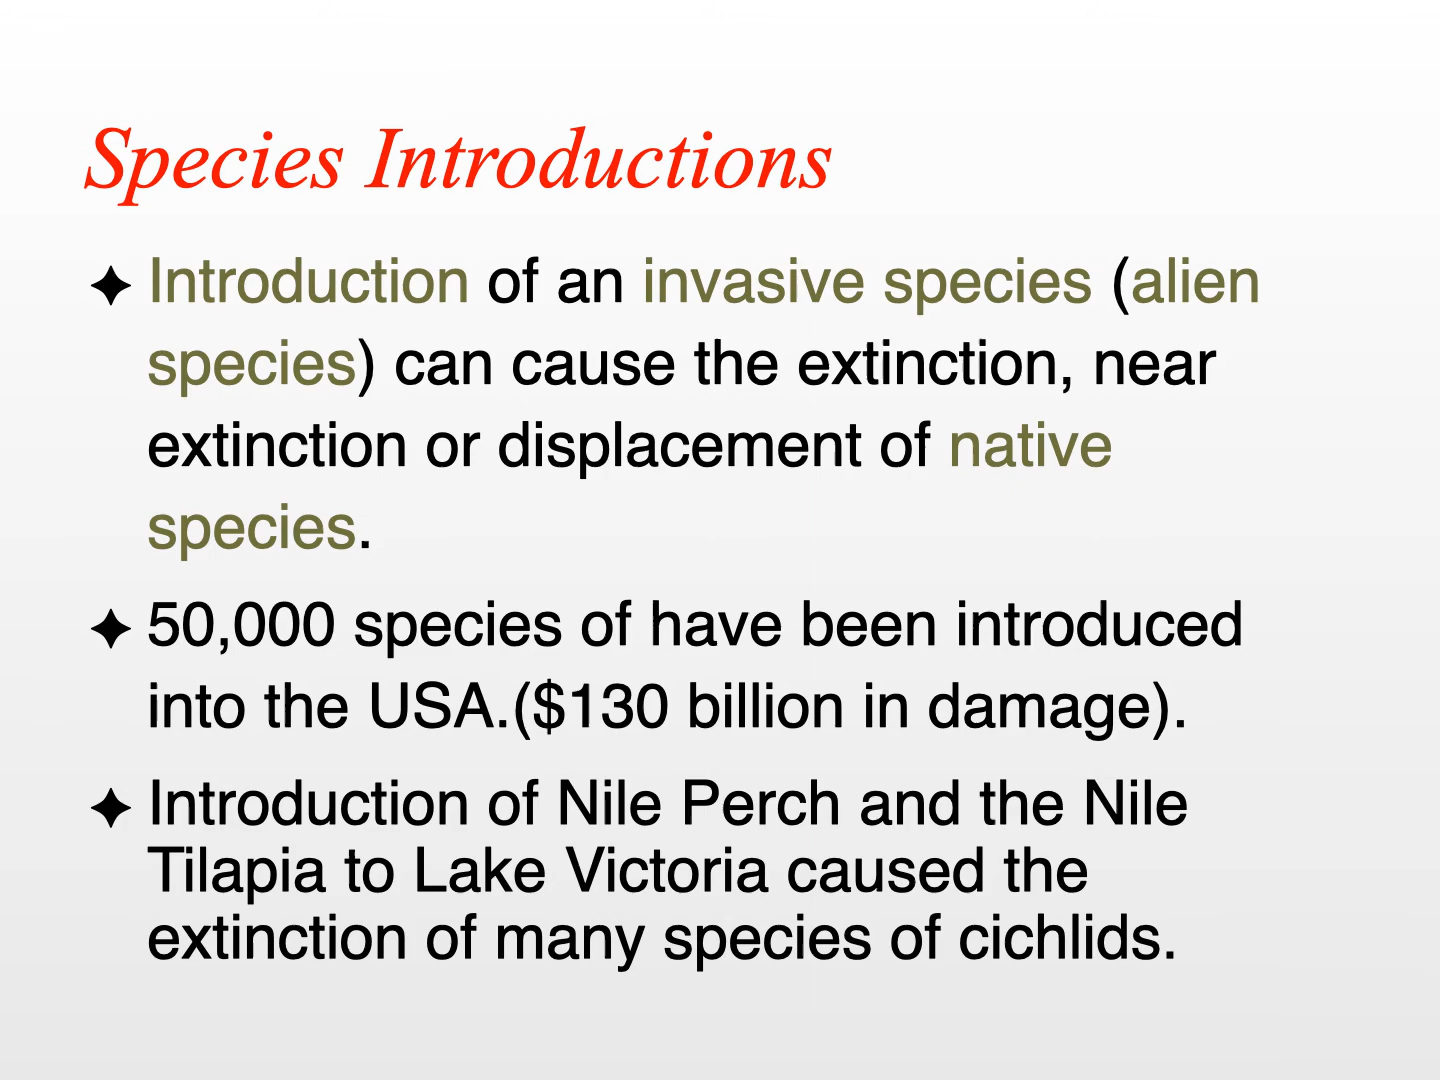 Species Introductions
✦ Introduction of an invasive species (alien
species) can cause the extinction, near
extinction or displacement of native
species.
✦ 50,000 species of have been introduced
into the USA.($130 billion in damage).
✦ Introduction of Nile Perch and the Nile
Tilapia to Lake Victoria caused the
extinction of many species of cichlids.